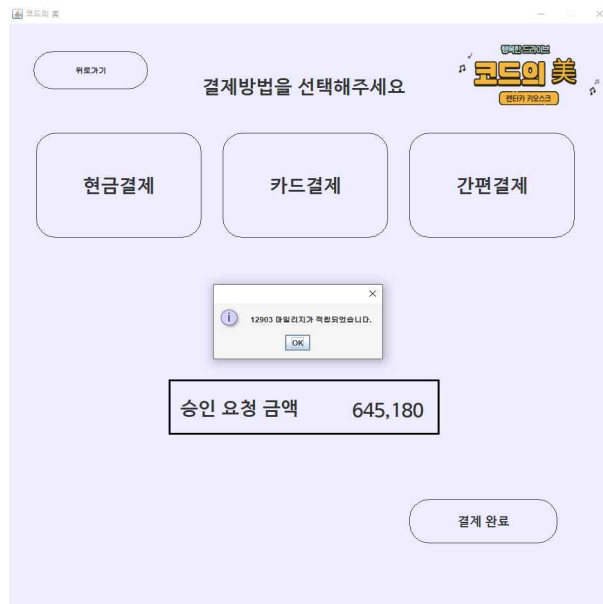 코드의 美
뒤로가기
결제방법을 선택해주세요
행복한 드라이브
코드의 美
렌터카 키오스크
현금결제
카드결제
간편결제
12903 마일리지가 적립되었습니다.
OK
승인 요청 금액 645,180
결제 완료